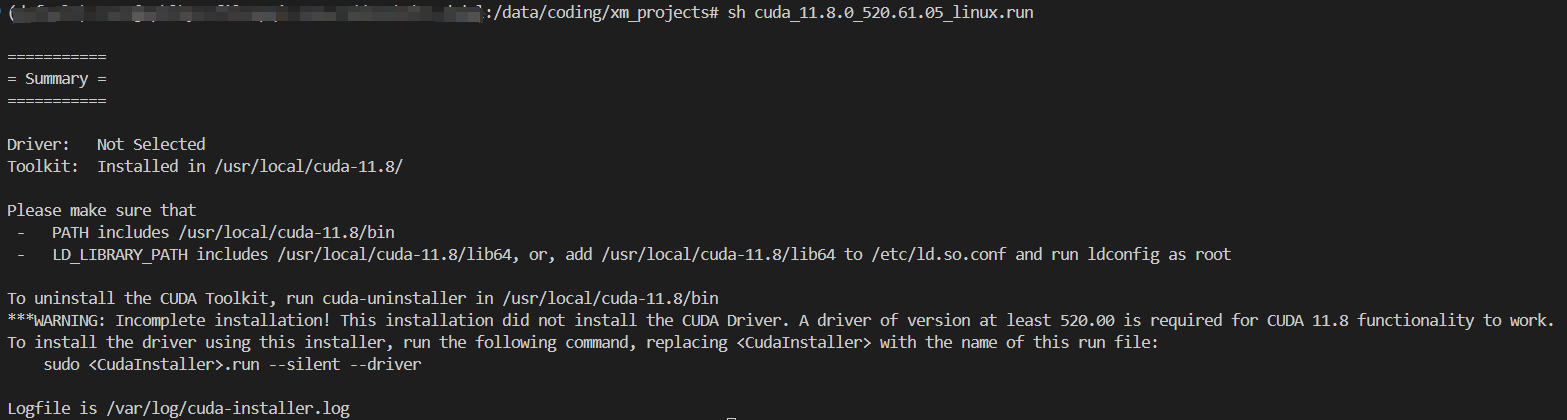 :/data/coding/xm_projects# sh cuda_11.8.0_520.61.05_linux.run
===========
= Summary =
===========
Driver:   Not Selected
Toolkit:  Installed in /usr/local/cuda-11.8/
Please make sure that
 -   PATH includes /usr/local/cuda-11.8/bin
 -   LD_LIBRARY_PATH includes /usr/local/cuda-11.8/lib64, or, add /usr/local/cuda-11.8/lib64 to /etc/ld.so.conf and run ldconfig as root
To uninstall the CUDA Toolkit, run cuda-uninstaller in /usr/local/cuda-11.8/bin
***WARNING: Incomplete installation! This installation did not install the CUDA Driver. A driver of version at least 520.00 is required for CUDA 11.8 functionality to work.
To install the driver using this installer, run the following command, replacing <CudaInstaller> with the name of this run file:
    sudo <CudaInstaller>.run --silent --driver
Logfile is /var/log/cuda-installer.log